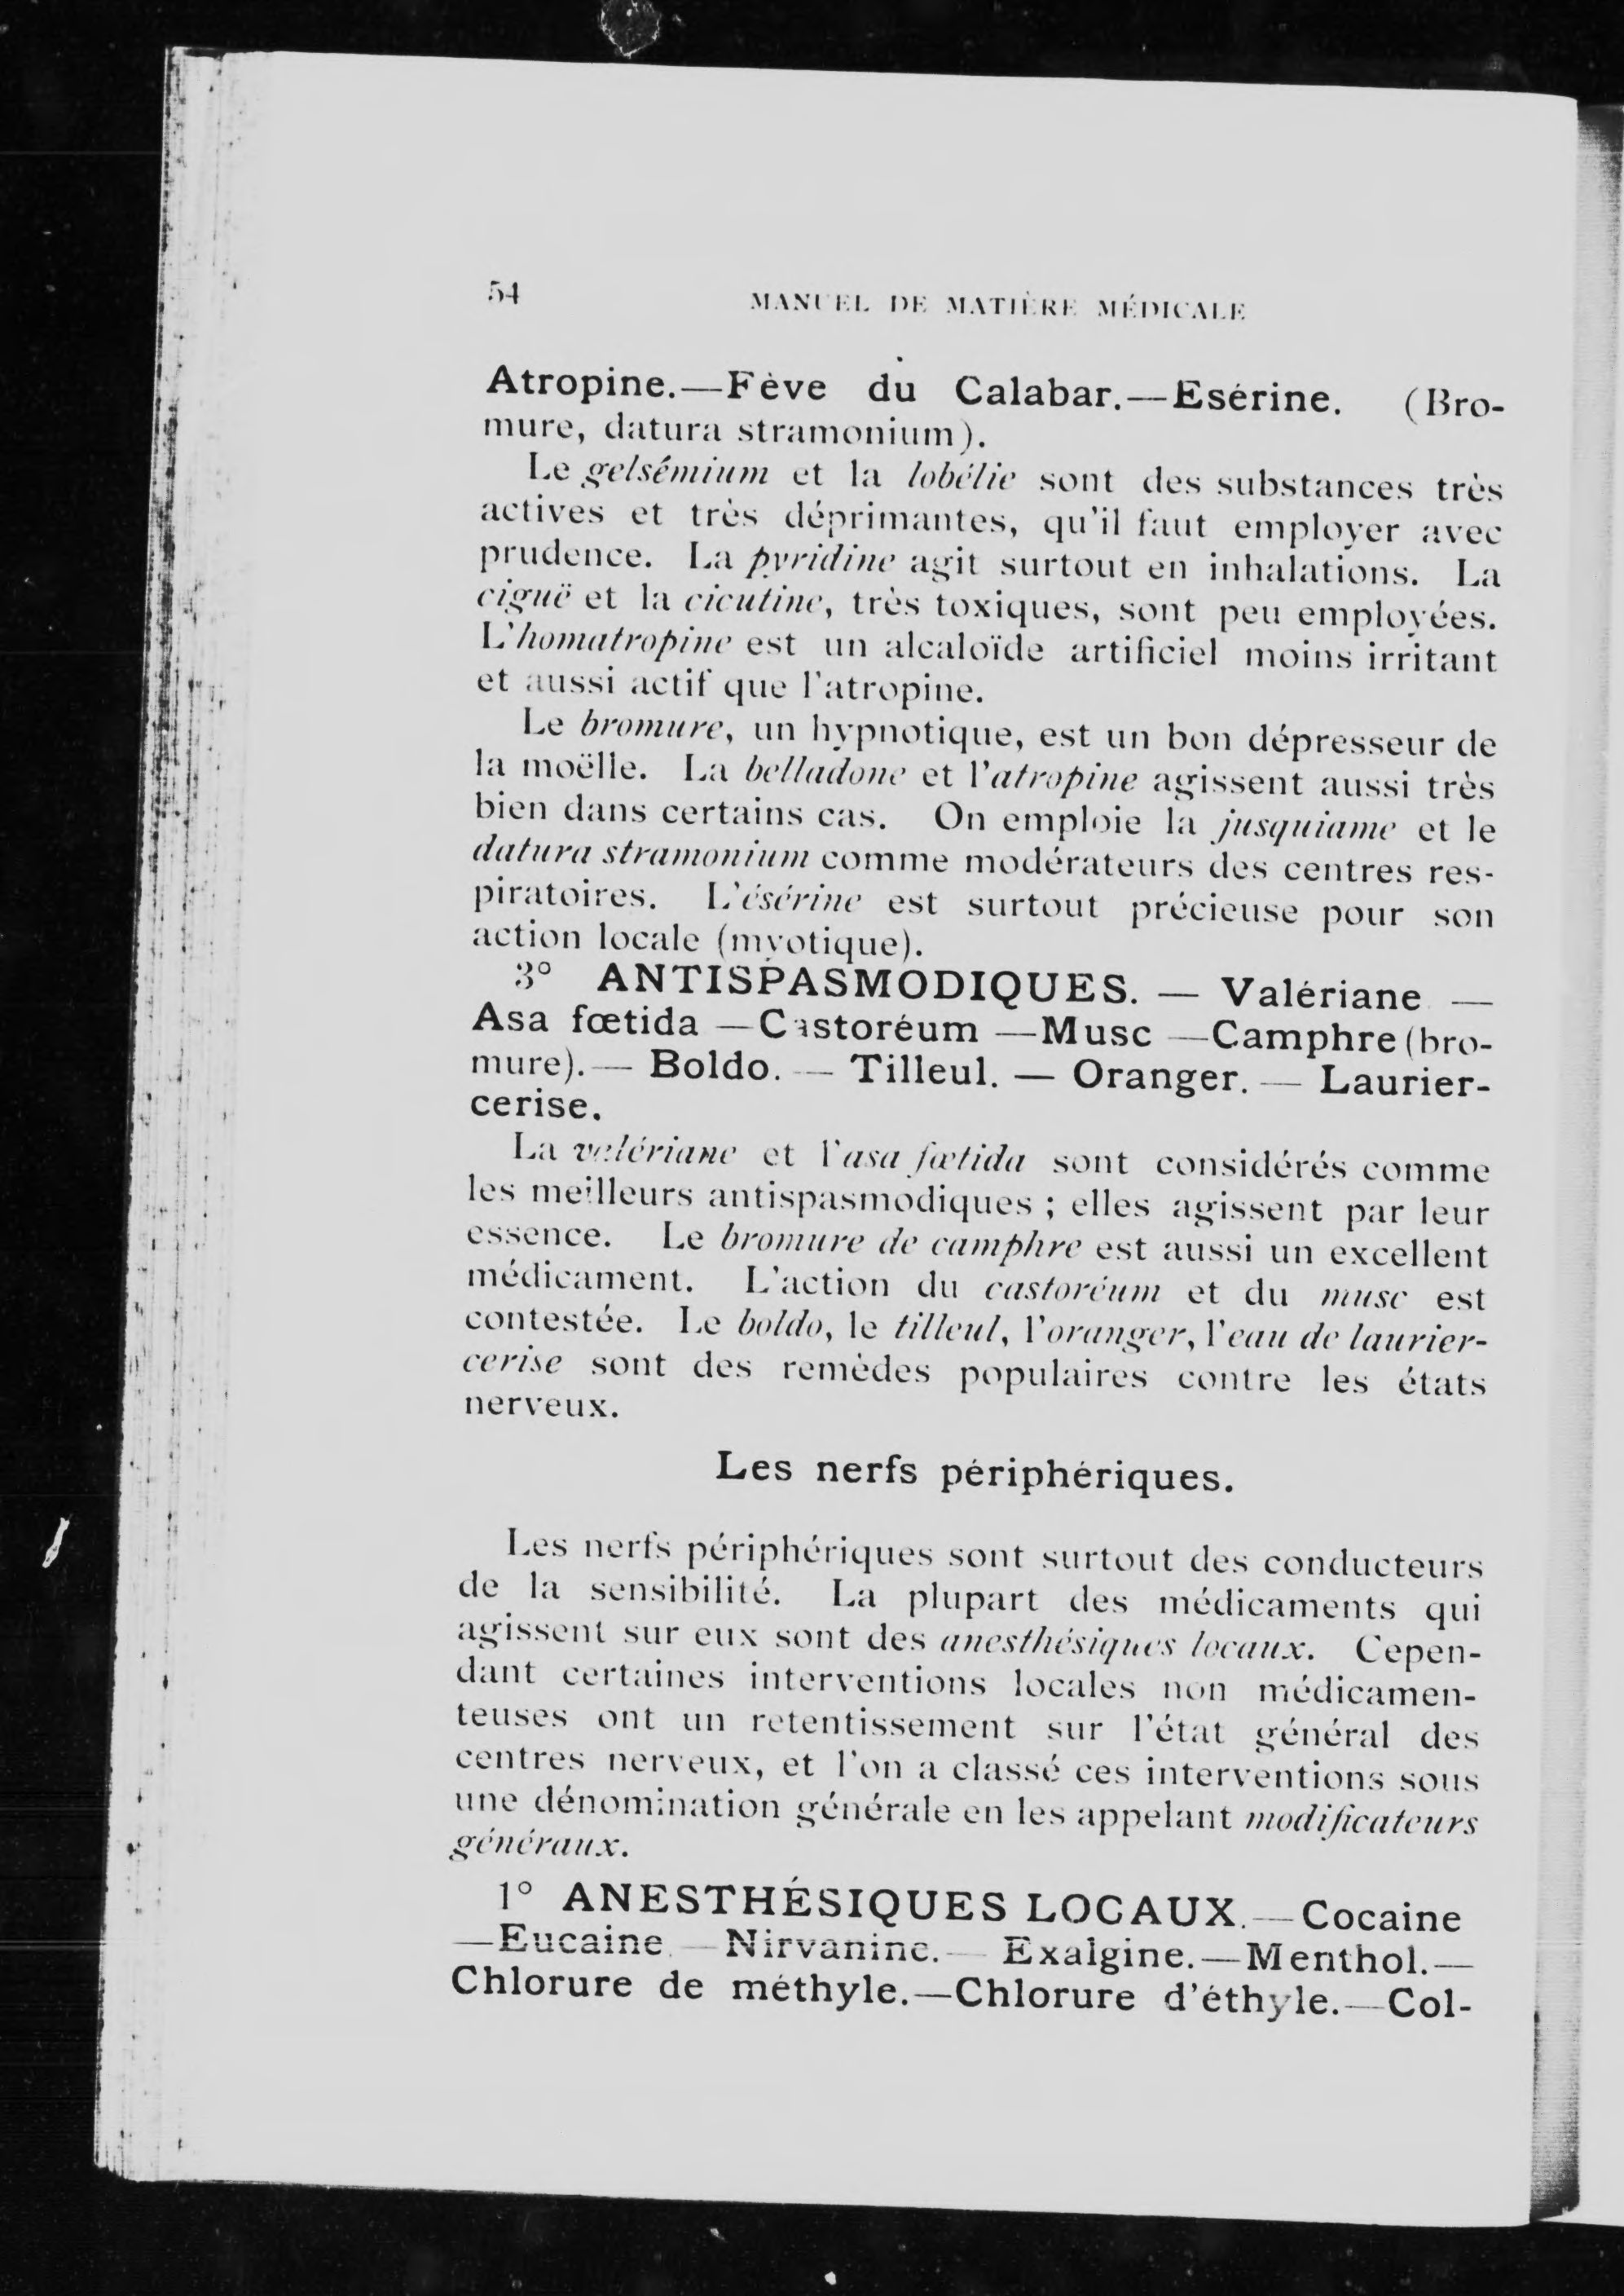 54 MANUEL DE MATIÈRE MÉDICALE
Atropine.—Fève du Calabar.—Esérine. (Bro-
mure, datura stramonium).
Le gelsémium et la lobélie sont des substances très
actives et très déprimantes, qu'il faut employer avec
prudence. La pyridine agit surtout en inhalations. La
ciguë et la cicutine, très toxiques, sont peu employées.
L'homatropine est un alcaloïde artificiel moins irritant
et aussi actif que l'atropine.
Le bromure, un hypnotique, est un bon dépresseur de
la moëlle. La belladone et l'atropine agissent aussi très
bien dans certains cas. On emploie la jusquiame et le
datura stramonium comme modérateurs des centres res-
piratoires. L'ésérine est surtout précieuse pour son
action locale (myotique).
3° ANTISPASMODIQUES. — Valériane —
Asa fœtida —Castoréum —Musc —Camphre (bro-
mure).— Boldo. — Tilleul. — Oranger. — Laurier-
cerise.
La valériane et l'asa fœtida sont considérés comme
les meilleurs antispasmodiques ; elles agissent par leur
essence. Le bromure de camphre est aussi un excellent
médicament. L'action du castoréum et du musc est
contestée. Le boldo, le tilleul, l'oranger, l'eau de laurier-
cerise sont des remèdes populaires contre les états
nerveux.
Les nerfs périphériques.
Les nerfs périphériques sont surtout des conducteurs
de la sensibilité. La plupart des médicaments qui
agissent sur eux sont des anesthésiques locaux. Cepen-
dant certaines interventions locales non médicamen-
teuses ont un retentissement sur l'état général des
centres nerveux, et l'on a classé ces interventions sous
une dénomination générale en les appelant modificateurs
généraux.
1° ANESTHÉSIQUES LOCAUX.—Cocaine
—Eucaine —Nirvanine.— Exalgine.—Menthol.—
Chlorure de méthyle.—Chlorure d'éthyle.—Col-